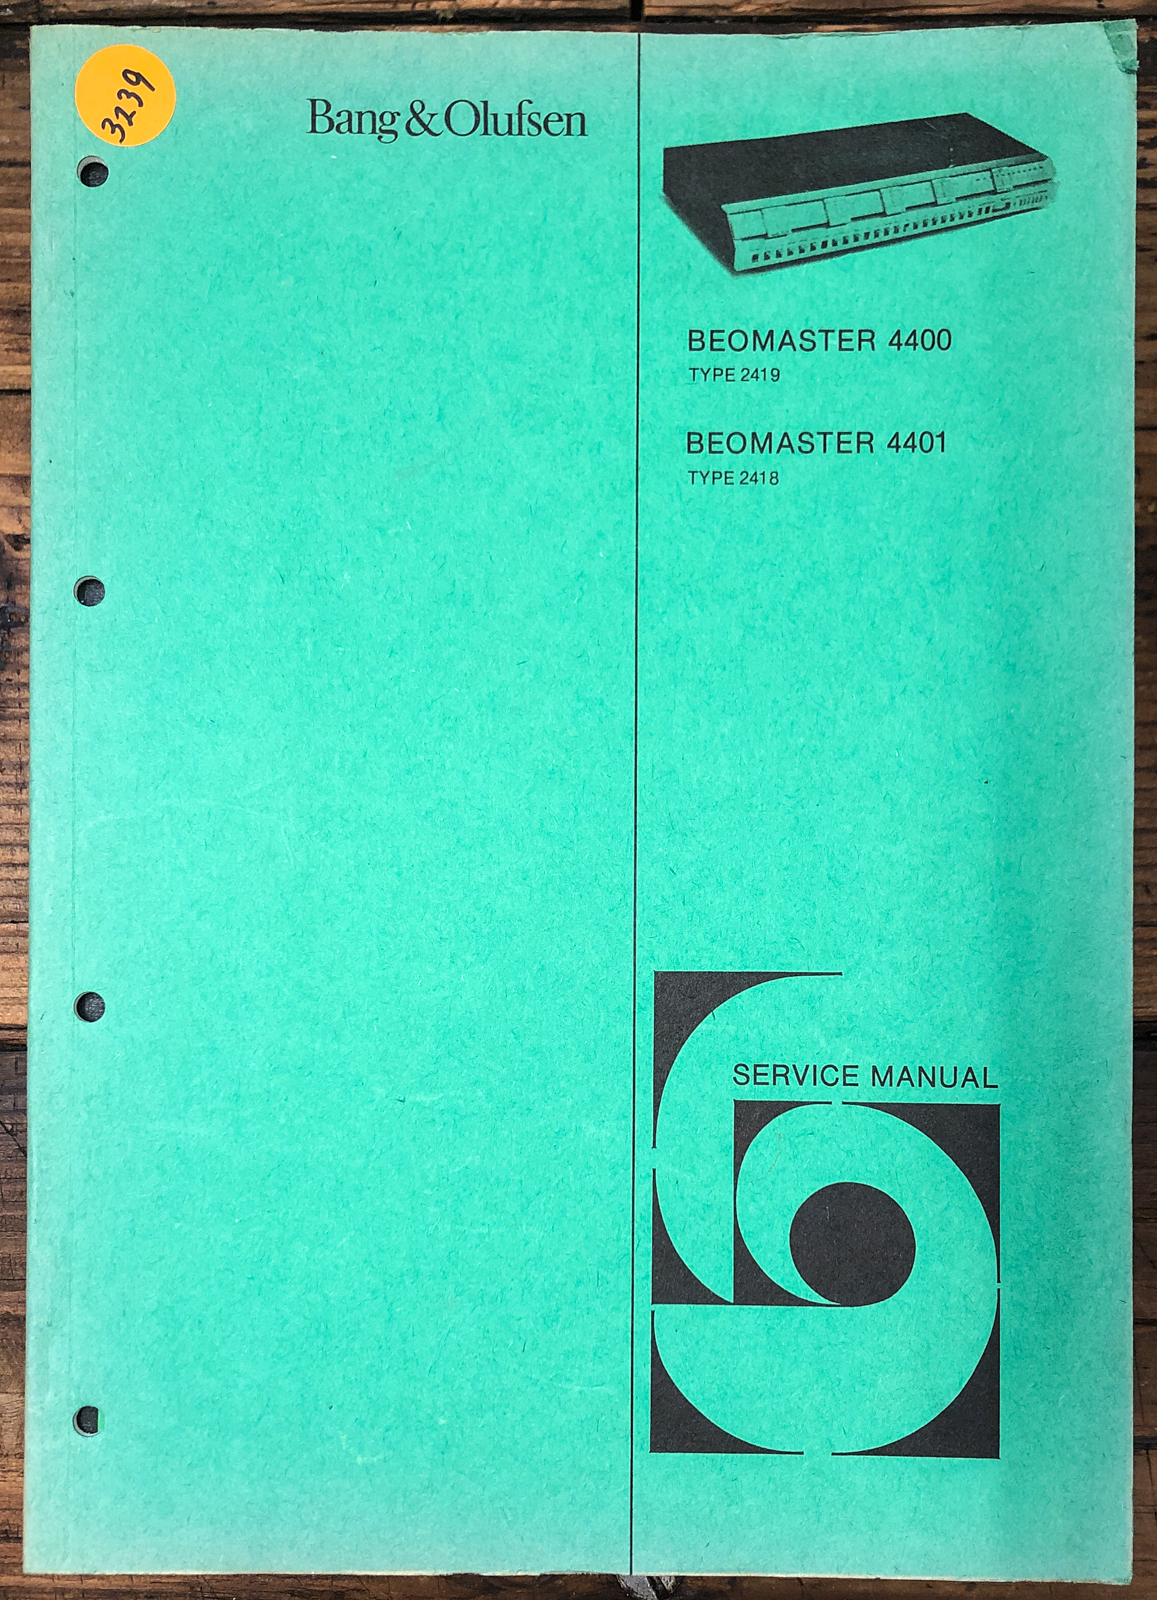 3239
Bang & Olufsen
BEOMASTER 4400
TYPE 2419
BEOMASTER 4401
TYPE 2418
SERVICE MANUAL